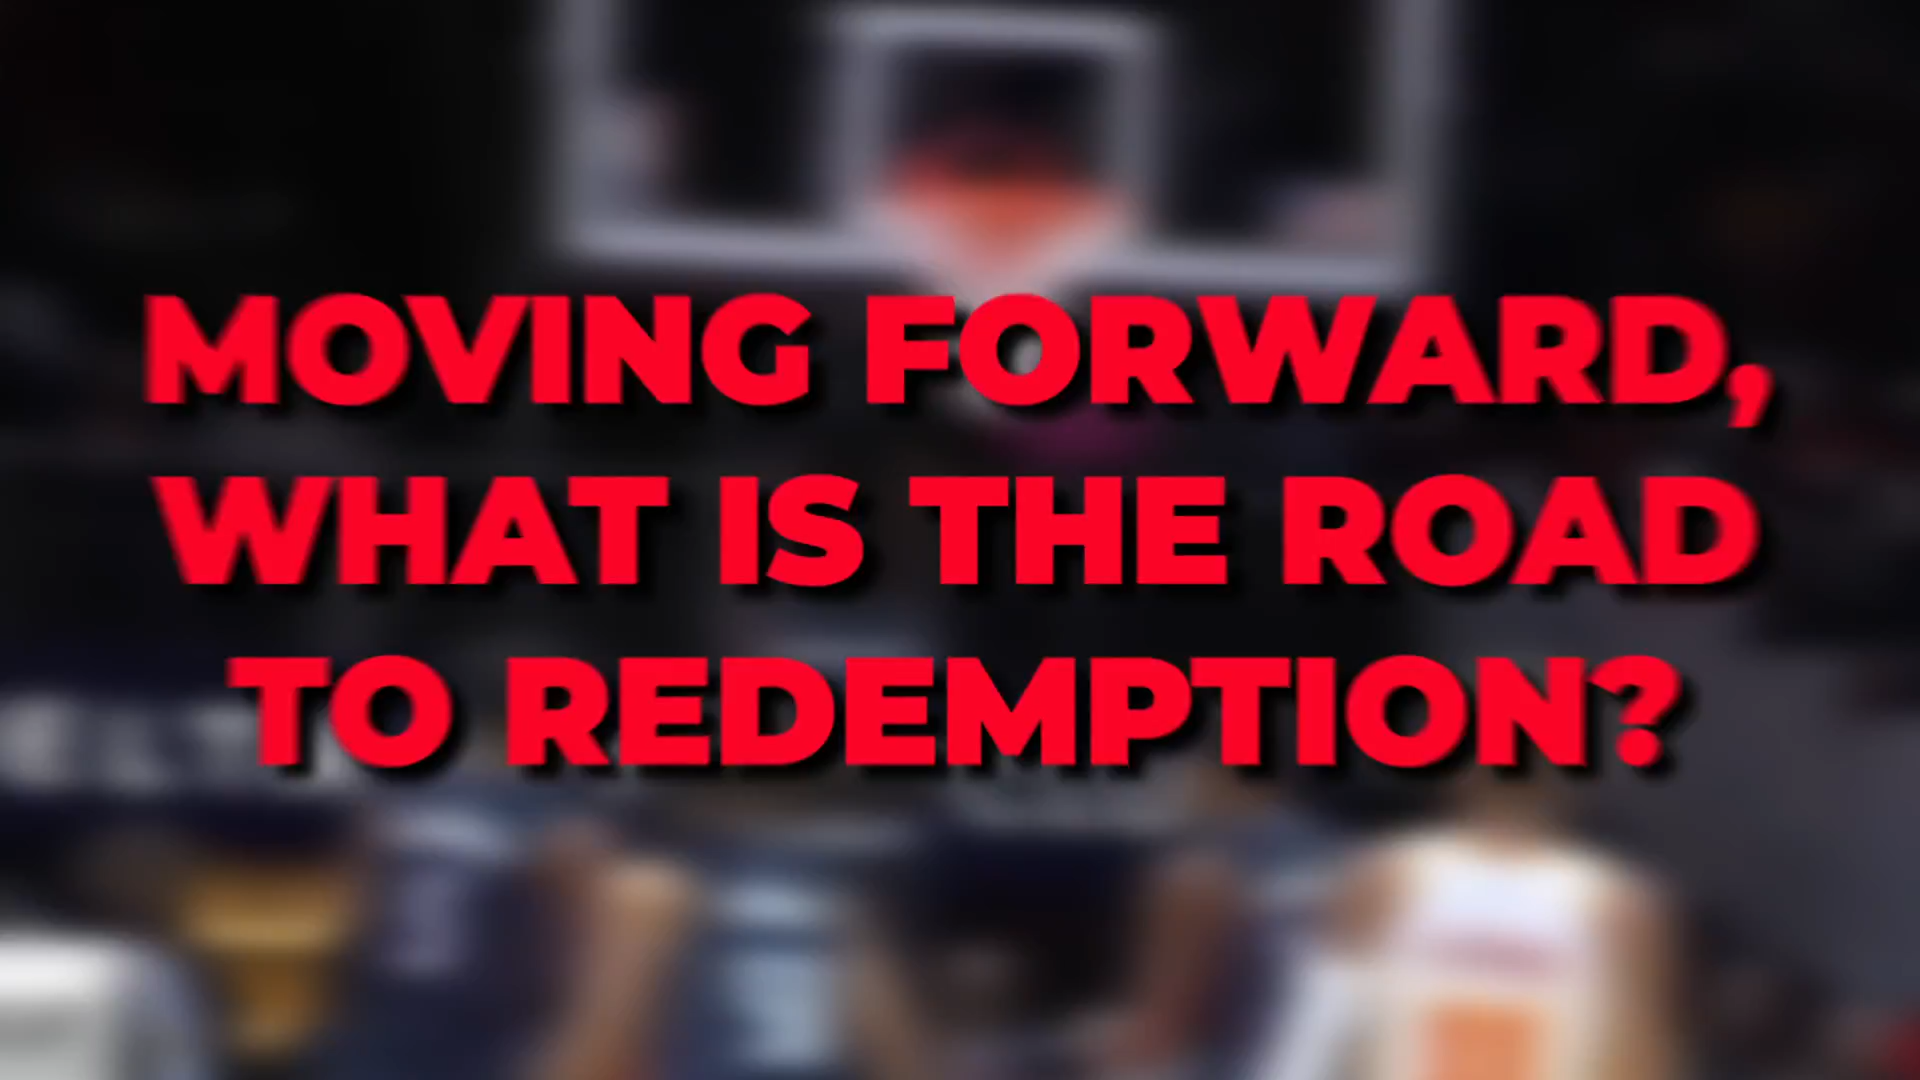 MOVING FORWARD,
WHAT IS THE ROAD
TO REDEMPTION?